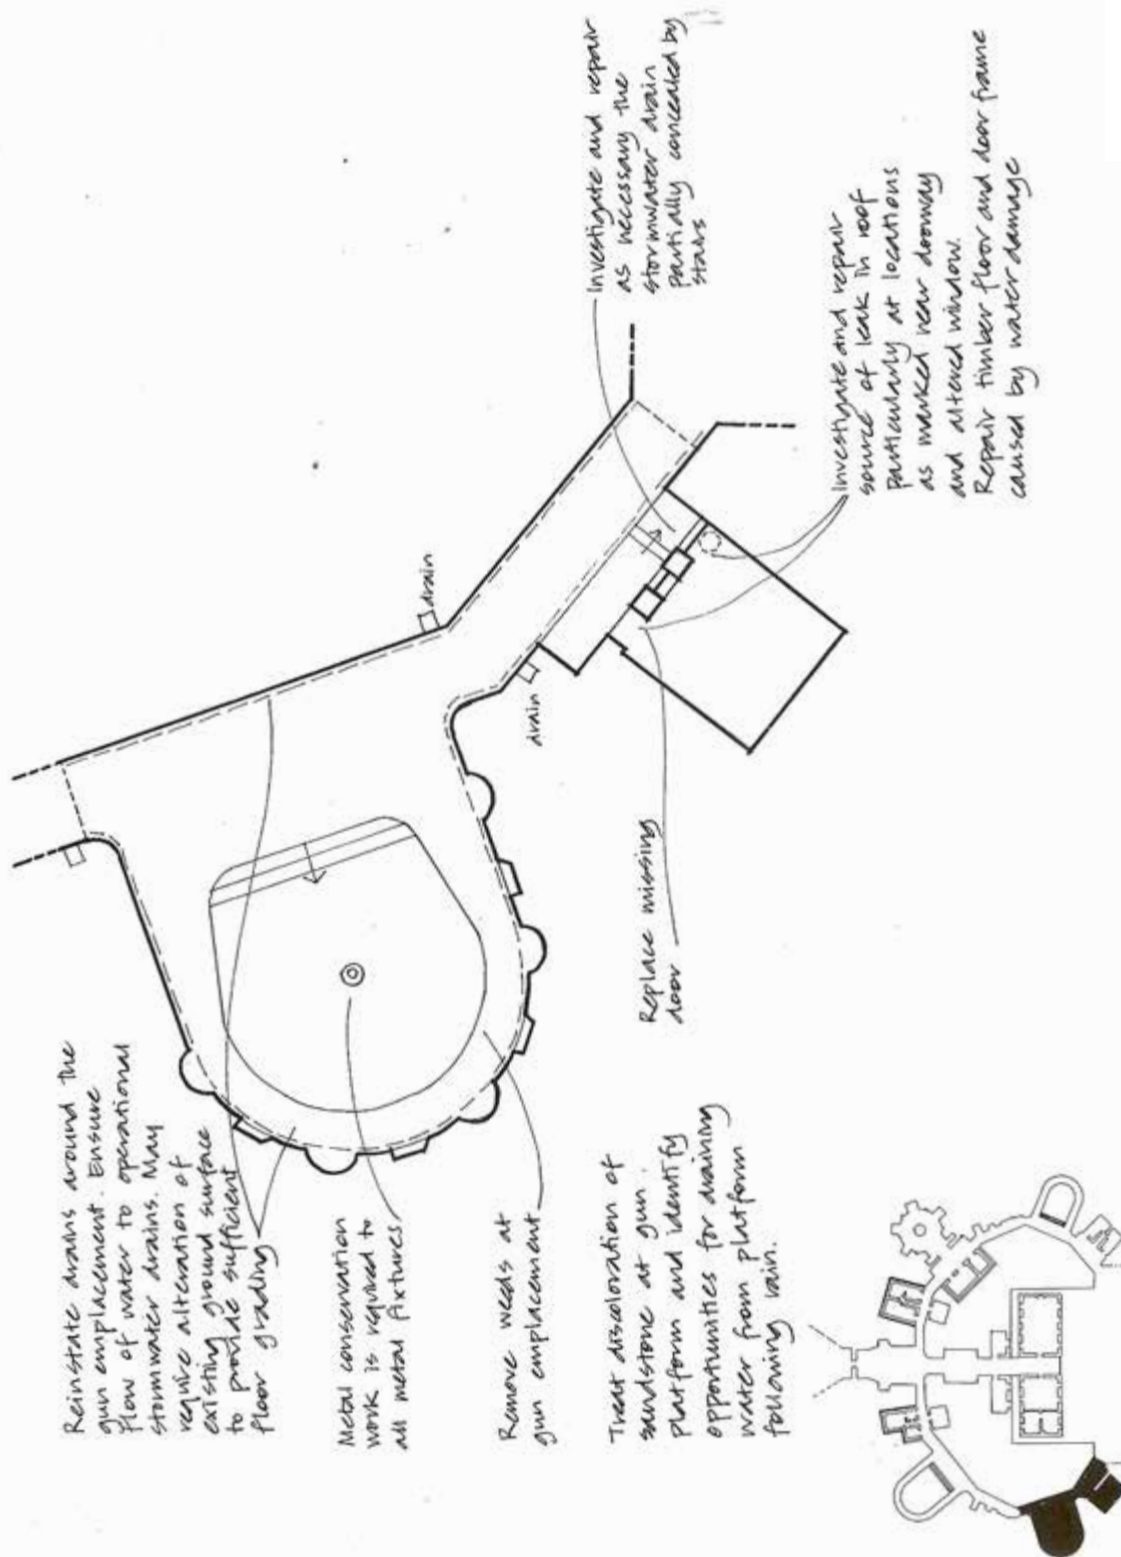 Reinstate drains around the
gun emplacement. Ensure
flow of water to operational
stormwater drains. May
require alteration of
existing ground surface
to provide sufficient
floor grading
Metal conservation
work is required to
all metal fixtures
Remove weeds at
gun emplacement
Treat discoloration of
sandstone at gun
platform and identify
opportunities for draining
water from platform
following rain.
Replace missing
door
drain
drain
Investigate and repair
as necessary the
stormwater drain
partially concealed by
stairs
Investigate and repair
source of leak in roof
particularly at locations
as marked near doorway
and altered window.
Repair timber floor and door frame
caused by water damage